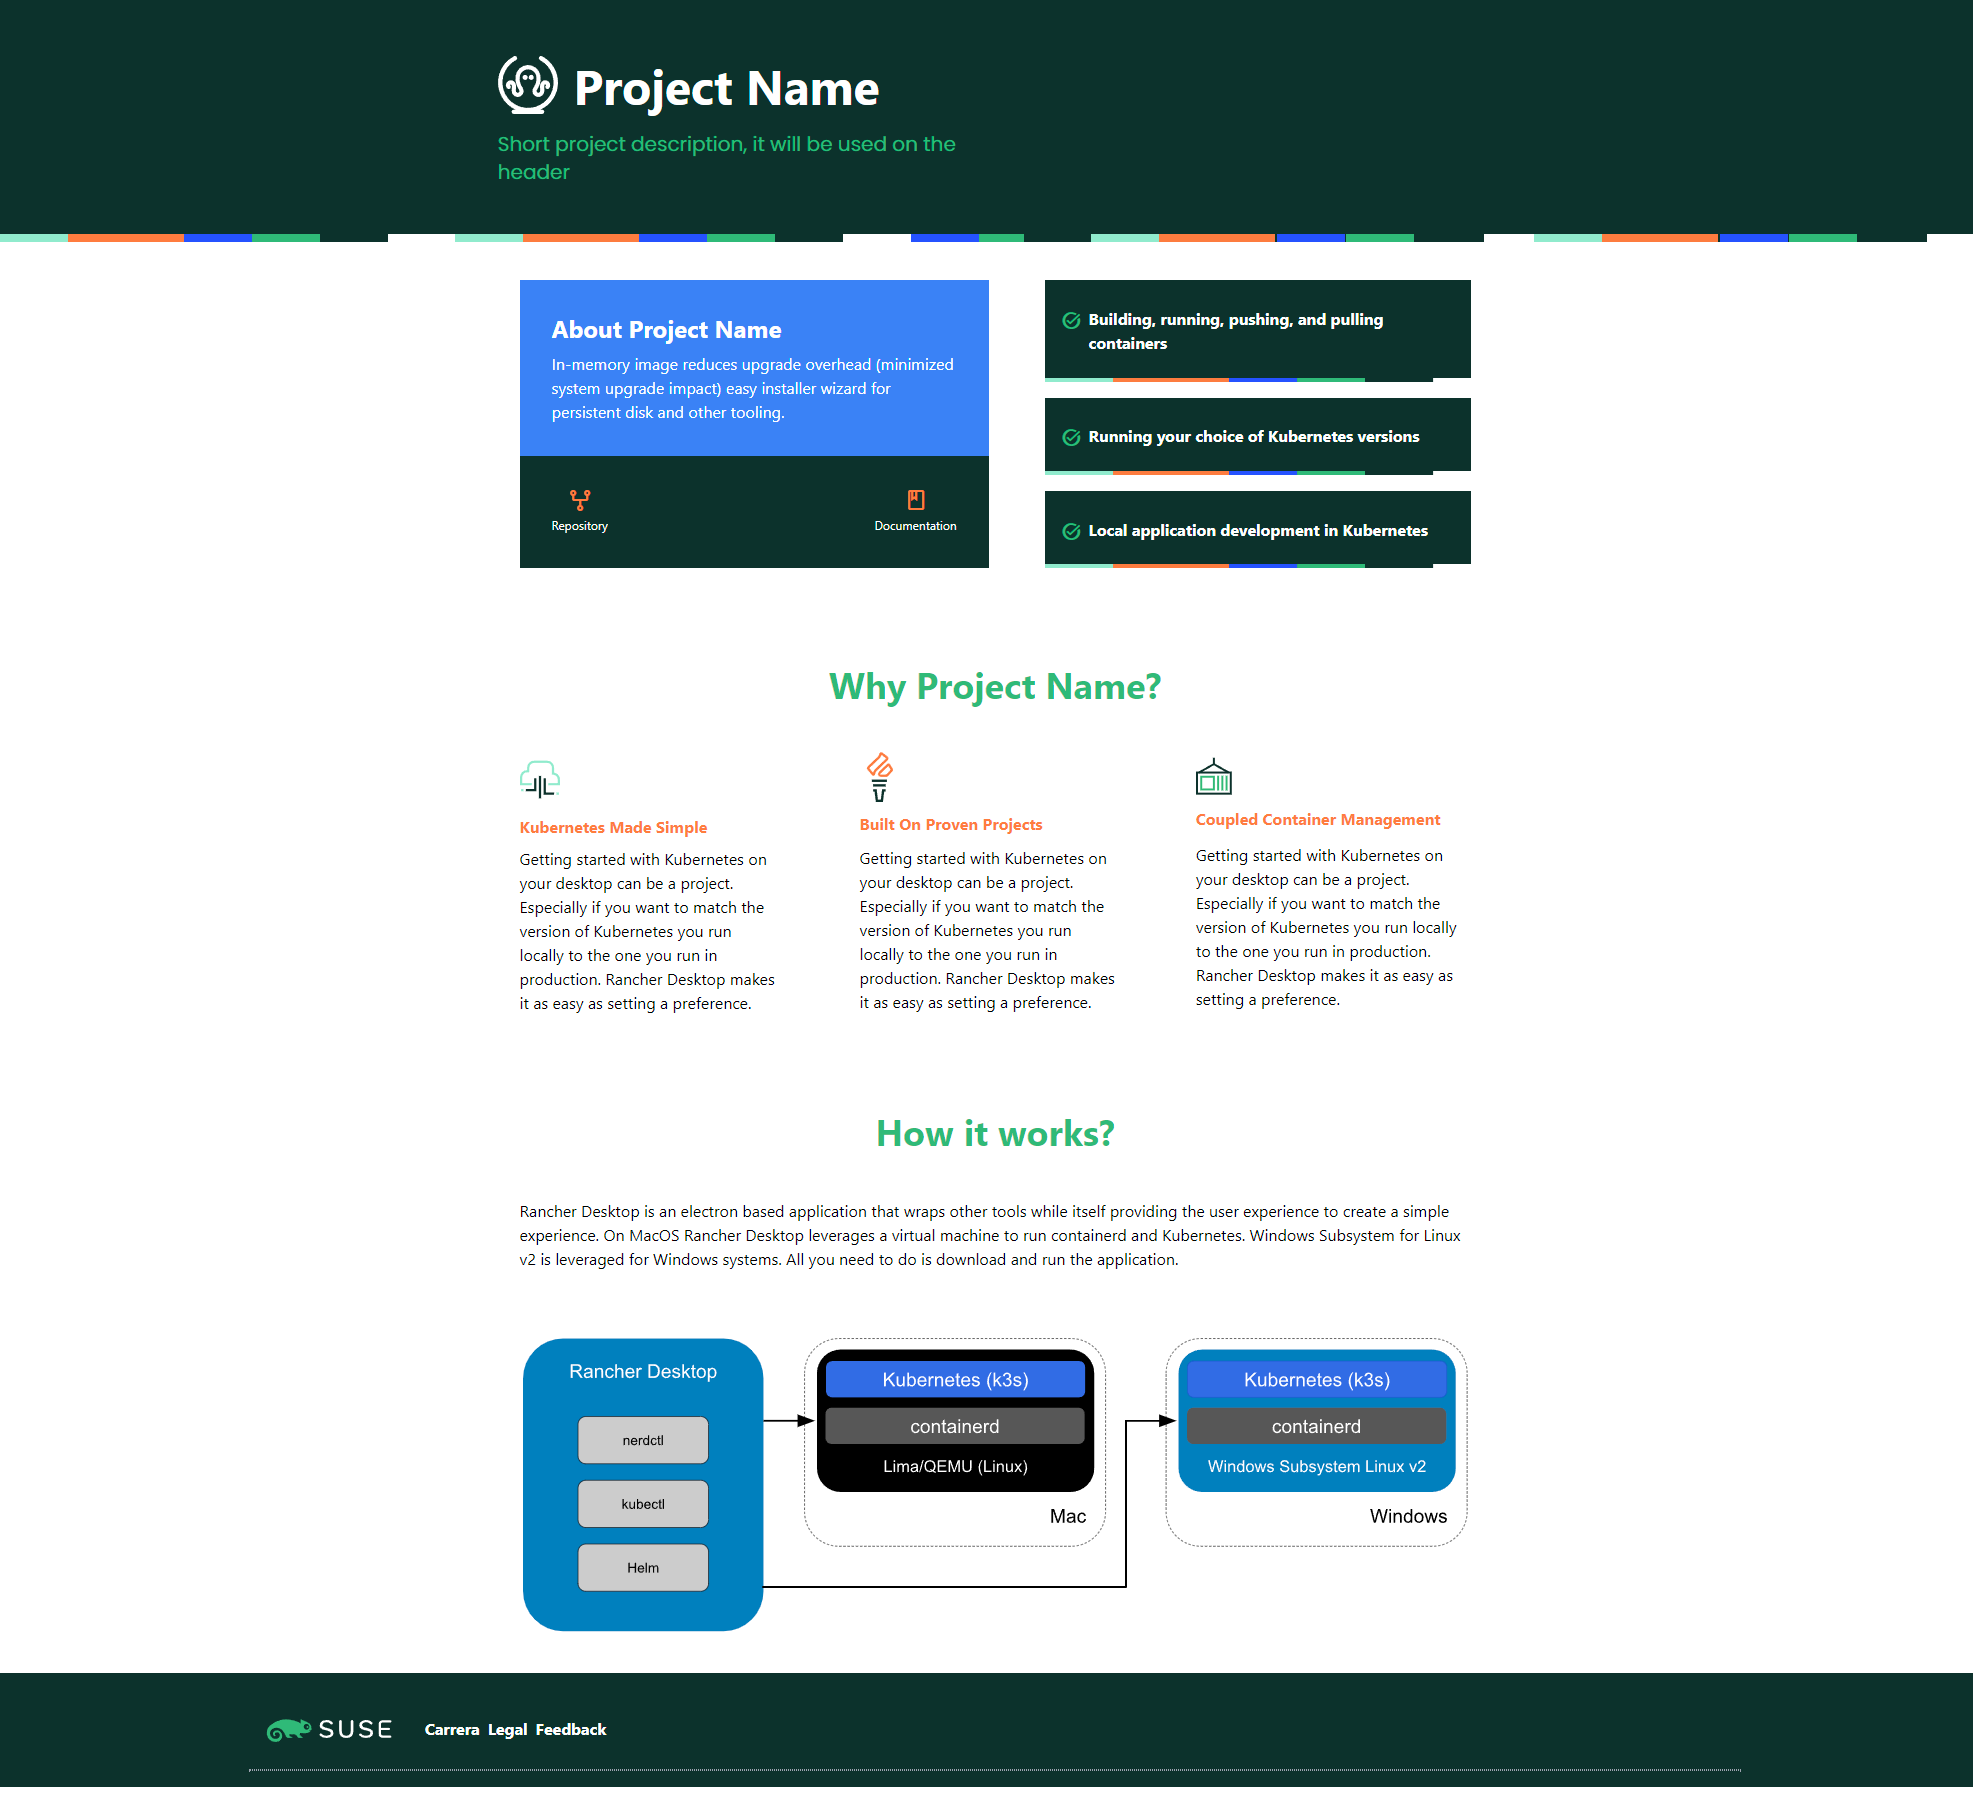 Project Name
Short project description, it will be used on the
header
About Project Name
In-memory image reduces upgrade overhead (minimized
system upgrade impact) easy installer wizard for
persistent disk and other tooling.
Repository
Documentation
Building, running, pushing, and pulling
containers
Running your choice of Kubernetes versions
Local application development in Kubernetes
Why Project Name?
Kubernetes Made Simple
Getting started with Kubernetes on
your desktop can be a project.
Especially if you want to match the
version of Kubernetes you run
locally to the one you run in
production. Rancher Desktop makes
it as easy as setting a preference.
Built On Proven Projects
Getting started with Kubernetes on
your desktop can be a project.
Especially if you want to match the
version of Kubernetes you run
locally to the one you run in
production. Rancher Desktop makes
it as easy as setting a preference.
Coupled Container Management
Getting started with Kubernetes on
your desktop can be a project.
Especially if you want to match the
version of Kubernetes you run locally
to the one you run in production.
Rancher Desktop makes it as easy as
setting a preference.
How it works?
Rancher Desktop is an electron based application that wraps other tools while itself providing the user experience to create a simple
experience. On MacOS Rancher Desktop leverages a virtual machine to run containerd and Kubernetes. Windows Subsystem for Linux
v2 is leveraged for Windows systems. All you need to do is download and run the application.
Rancher Desktop
nerdctl
kubectl
Helm
Kubernetes (k3s)
containerd
Lima/QEMU (Linux)
Mac
Kubernetes (k3s)
containerd
Windows Subsystem Linux v2
Windows
SUSE
Carrera Legal Feedback